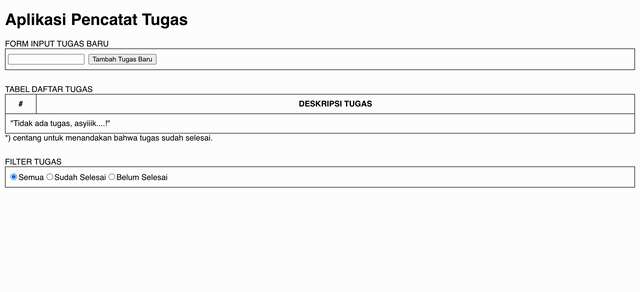 Aplikasi Pencatat Tugas
FORM INPUT TUGAS BARU
Tambah Tugas Baru
TABEL DAFTAR TUGAS
# DESKRIPSI TUGAS
"Tidak ada tugas, asyiiik....!"
*) centang untuk menandakan bahwa tugas sudah selesai.
FILTER TUGAS
Semua Sudah Selesai Belum Selesai